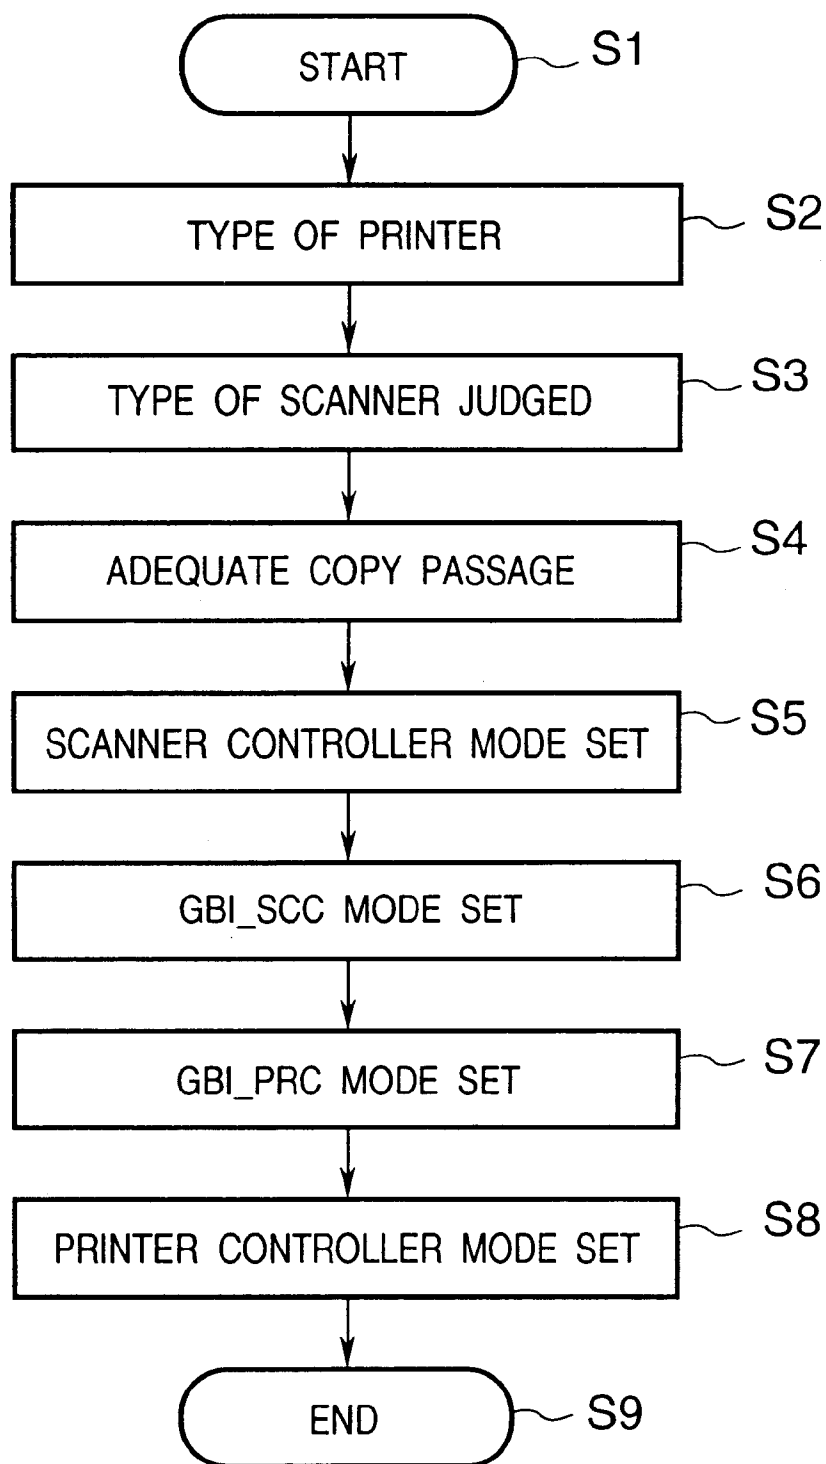 START S1
TYPE OF PRINTER S2
TYPE OF SCANNER JUDGED S3
ADEQUATE COPY PASSAGE S4
SCANNER CONTROLLER MODE SET S5
GBI_SCC MODE SET S6
GBI_PRC MODE SET S7
PRINTER CONTROLLER MODE SET S8
END S9